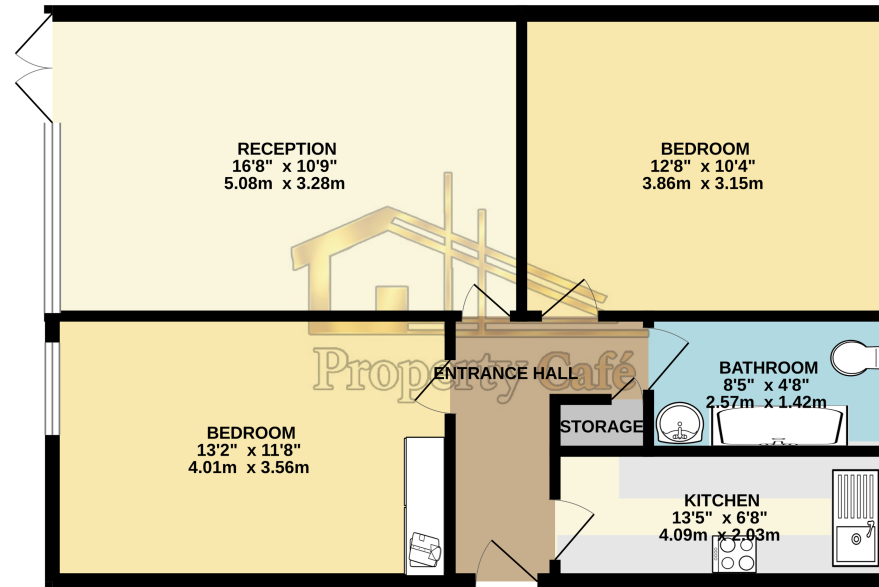 RECEPTION
16'8" x 10'9"
5.08m x 3.28m
BEDROOM
12'8" x 10'4"
3.86m x 3.15m
Property Café
ENTRANCE HALL
BATHROOM
8'5" x 4'8"
2.57m x 1.42m
STORAGE
BEDROOM
13'2" x 11'8"
4.01m x 3.56m
KITCHEN
13'5" x 6'8"
4.09m x 2.03m